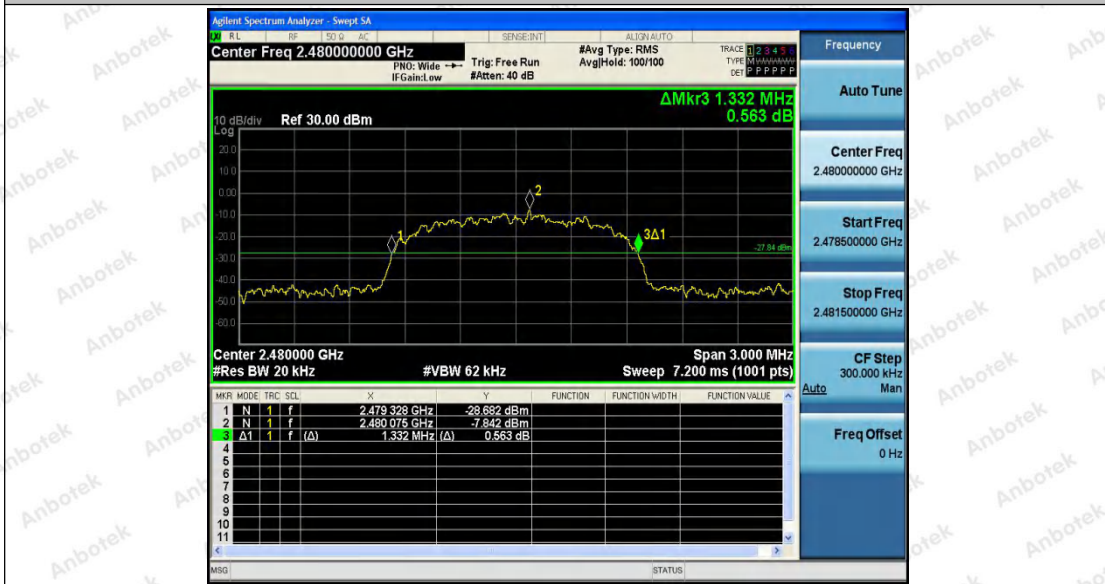 Agilent Spectrum Analyzer - Swept SA
LXI RL RF 50 Ω AC SENSE:INT ALIGN AUTO
Center Freq 2.480000000 GHz
PNO: Wide
IFGain:Low
Trig: Free Run
#Atten: 40 dB
#Avg Type: RMS
Avg|Hold: 100/100
TRACE 1 2 3 4 5 6
TYPE M
DET P P P P P P
ΔMkr3 1.332 MHz
0.563 dB
10 dB/div Ref 30.00 dBm
Log
20.0
10.0
0.00
-10.0
-20.0
-30.0
-40.0
-50.0
-60.0
1
2
3Δ1
-27.84 dBm
Center 2.480000 GHz Span 3.000 MHz
#Res BW 20 kHz #VBW 62 kHz Sweep 7.200 ms (1001 pts)
MKR MODE TRC SCL X Y FUNCTION FUNCTION WIDTH FUNCTION VALUE
1 N 1 f 2.479 328 GHz -28.682 dBm
2 N 1 f 2.480 075 GHz -7.842 dBm
3 Δ1 1 f (Δ) 1.332 MHz (Δ) 0.563 dB
4
5
6
7
8
9
10
11
MSG STATUS
Frequency
Auto Tune
Center Freq
2.480000000 GHz
Start Freq
2.478500000 GHz
Stop Freq
2.481500000 GHz
CF Step
300.000 kHz
Auto Man
Freq Offset
0 Hz
Anbotek